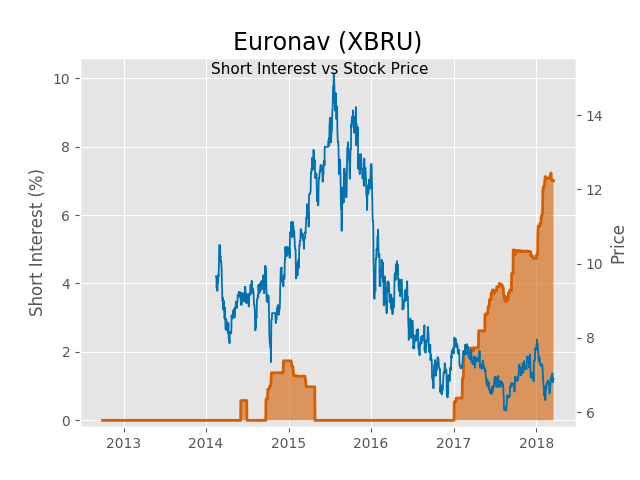 Euronav (XBRU)
Short Interest vs Stock Price
Short Interest (%)
10
8
6
4
2
0
14
12
10
8
6
Price
2013 2014 2015 2016 2017 2018